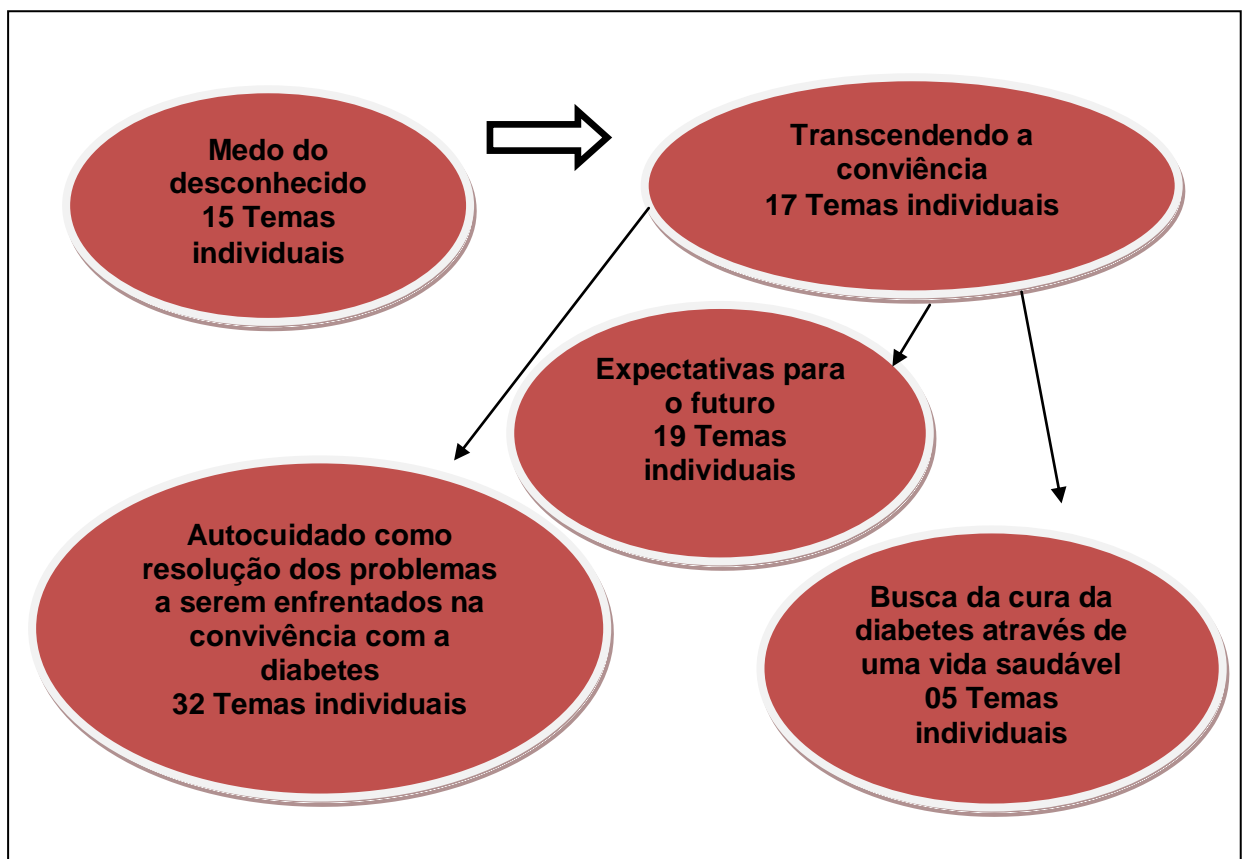 Medo do
desconhecido
15 Temas
individuais
Transcendendo a
conviência
17 Temas individuais
Expectativas para
o futuro
19 Temas
individuais
Autocuidado como
resolução dos problemas
a serem enfrentados na
convivência com a
diabetes
32 Temas individuais
Busca da cura da
diabetes através de
uma vida saudável
05 Temas
individuais